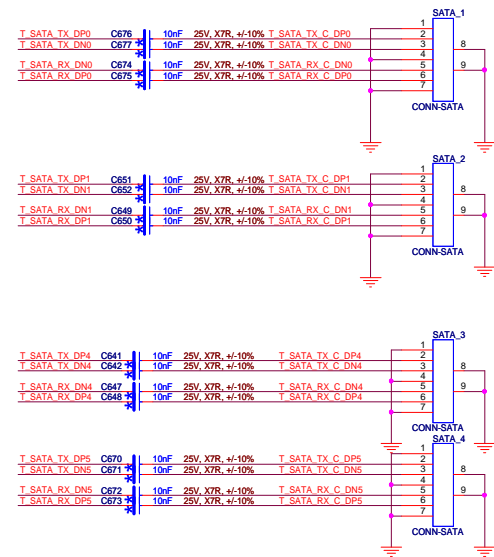 SATA_1
T_SATA_TX_DP0 C676 10nF 25V, X7R, +/-10% T_SATA_TX_C_DP0
T_SATA_TX_DN0 C677 10nF 25V, X7R, +/-10% T_SATA_TX_C_DN0
T_SATA_RX_DN0 C674 10nF 25V, X7R, +/-10% T_SATA_RX_C_DN0
T_SATA_RX_DP0 C675 10nF 25V, X7R, +/-10% T_SATA_RX_C_DP0
1
2
3
4
5
6
7
8
9
CONN-SATA
SATA_2
T_SATA_TX_DP1 C651 10nF 25V, X7R, +/-10% T_SATA_TX_C_DP1
T_SATA_TX_DN1 C652 10nF 25V, X7R, +/-10% T_SATA_TX_C_DN1
T_SATA_RX_DN1 C649 10nF 25V, X7R, +/-10% T_SATA_RX_C_DN1
T_SATA_RX_DP1 C650 10nF 25V, X7R, +/-10% T_SATA_RX_C_DP1
1
2
3
4
5
6
7
8
9
CONN-SATA
SATA_3
T_SATA_TX_DP4 C641 10nF 25V, X7R, +/-10% T_SATA_TX_C_DP4
T_SATA_TX_DN4 C642 10nF 25V, X7R, +/-10% T_SATA_TX_C_DN4
T_SATA_RX_DN4 C647 10nF 25V, X7R, +/-10% T_SATA_RX_C_DN4
T_SATA_RX_DP4 C648 10nF 25V, X7R, +/-10% T_SATA_RX_C_DP4
1
2
3
4
5
6
7
8
9
CONN-SATA
SATA_4
T_SATA_TX_DP5 C670 10nF 25V, X7R, +/-10% T_SATA_TX_C_DP5
T_SATA_TX_DN5 C671 10nF 25V, X7R, +/-10% T_SATA_TX_C_DN5
T_SATA_RX_DN5 C672 10nF 25V, X7R, +/-10% T_SATA_RX_C_DN5
T_SATA_RX_DP5 C673 10nF 25V, X7R, +/-10% T_SATA_RX_C_DP5
1
2
3
4
5
6
7
8
9
CONN-SATA